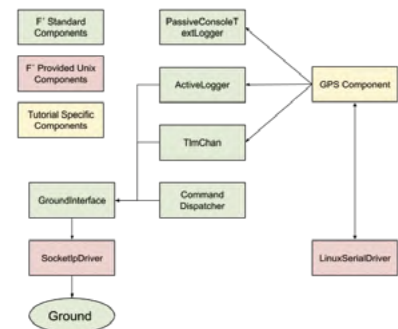 F´ Standard
Components
F´ Provided Unix
Components
Tutorial Specific
Components
PassiveConsoleT
extLogger
ActiveLogger
TlmChan
Command
Dispatcher
GPS Component
GroundInterface
SocketIpDriver
Ground
LinuxSerialDriver